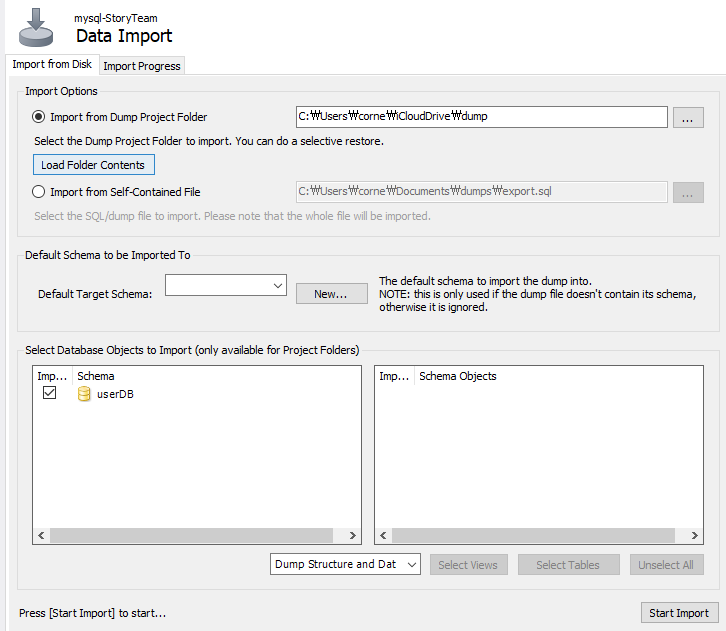 mysql-StoryTeam
Data Import
Import from Disk
Import Progress
Import Options
Import from Dump Project Folder
C:₩Users₩corne₩iCloudDrive₩dump
...
Select the Dump Project Folder to import. You can do a selective restore.
Load Folder Contents
Import from Self-Contained File
C:₩Users₩corne₩Documents₩dumps₩export.sql
...
Select the SQL/dump file to import. Please note that the whole file will be imported.
Default Schema to be Imported To
Default Target Schema:
New...
The default schema to import the dump into.
NOTE: this is only used if the dump file doesn't contain its schema,
otherwise it is ignored.
Select Database Objects to Import (only available for Project Folders)
Imp... Schema
userDB
Imp... Schema Objects
Dump Structure and Dat
Select Views
Select Tables
Unselect All
Press [Start Import] to start...
Start Import